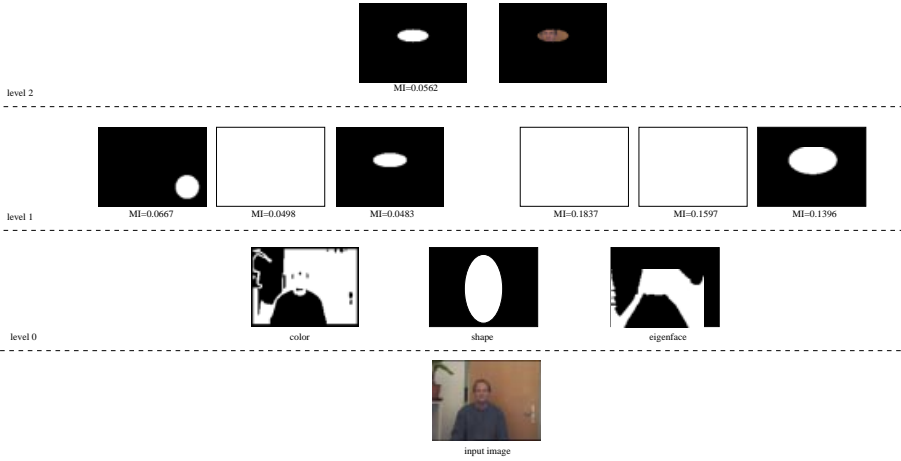 MI=0.0562
level 2
MI=0.0667 MI=0.0498 MI=0.0483 MI=0.1837 MI=0.1597 MI=0.1396
level 1
color shape eigenface
level 0
input image